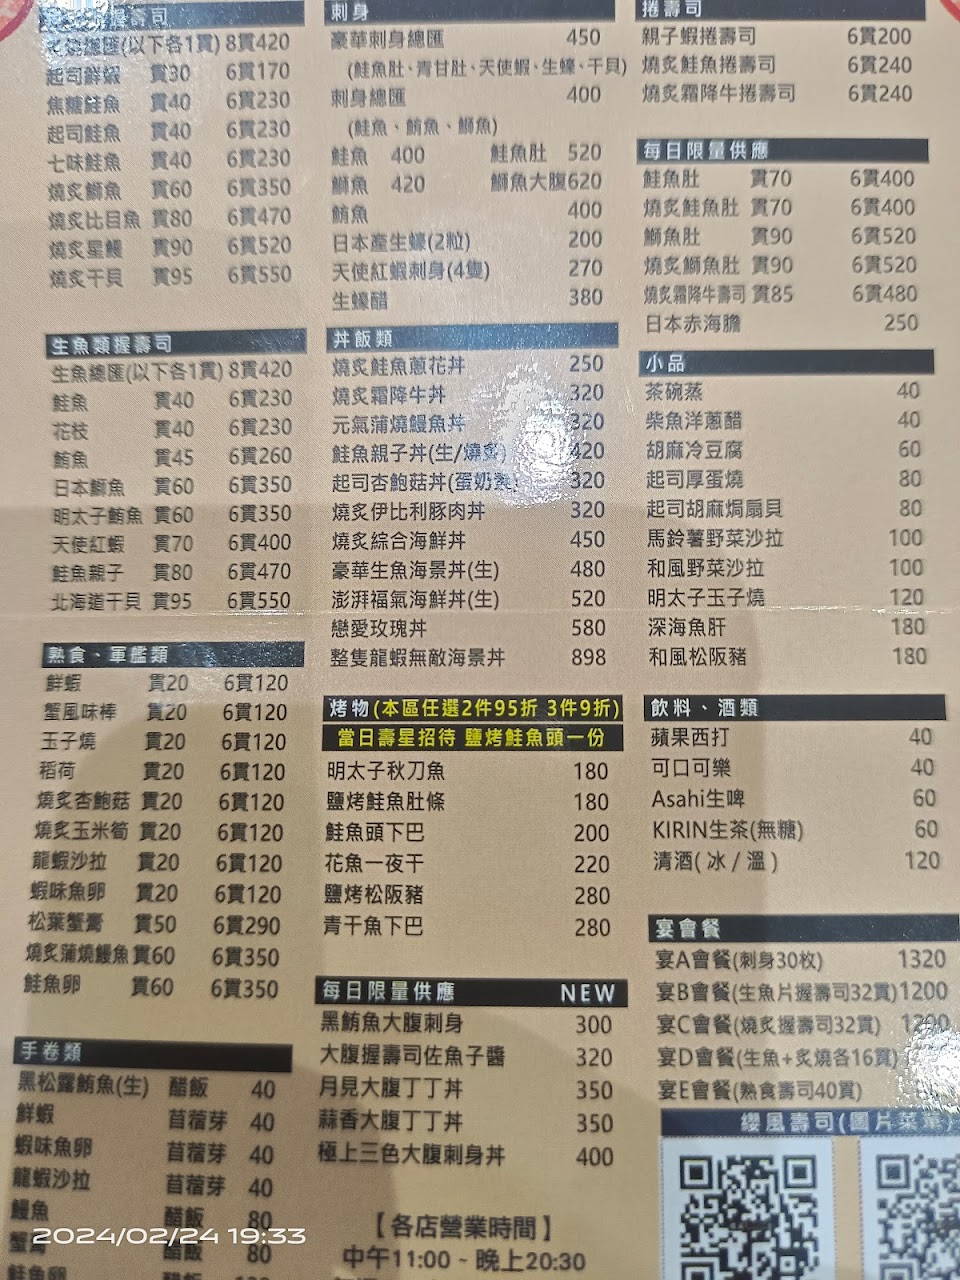 握壽司
炙燒總匯(以下各1貫) 8貫420
起司鮮蝦 貫30 6貫170
焦糖鮭魚 貫40 6貫230
起司鮭魚 貫40 6貫230
七味鮭魚 貫40 6貫230
燒炙鰤魚 貫60 6貫350
燒炙比目魚 貫80 6貫470
燒炙星鰻 貫90 6貫520
燒炙干貝 貫95 6貫550
生魚類握壽司
生魚總匯(以下各1貫) 8貫420
鮭魚 貫40 6貫230
花枝 貫40 6貫230
鮪魚 貫45 6貫260
日本鰤魚 貫60 6貫350
明太子鮪魚 貫60 6貫350
天使紅蝦 貫70 6貫400
鮭魚親子 貫80 6貫470
北海道干貝 貫95 6貫550
熟食、軍艦類
鮮蝦 貫20 6貫120
蟹風味棒 貫20 6貫120
玉子燒 貫20 6貫120
稻荷 貫20 6貫120
燒炙杏鮑菇 貫20 6貫120
燒炙玉米筍 貫20 6貫120
龍蝦沙拉 貫20 6貫120
蝦味魚卵 貫20 6貫120
松葉蟹膏 貫50 6貫290
燒炙蒲燒鰻魚 貫60 6貫350
鮭魚卵 貫60 6貫350
手卷類
黑松露鮪魚(生) 醋飯 40
鮮蝦 苜蓿芽 40
蝦味魚卵 苜蓿芽 40
龍蝦沙拉 苜蓿芽 40
鰻魚 醋飯 80
蟹膏 醋飯 80
鮭魚卵 醋飯
刺身
豪華刺身總匯 450
(鮭魚肚、青甘肚、天使蝦、生蠔、干貝)
刺身總匯 400
(鮭魚、鮪魚、鰤魚)
鮭魚 400 鮭魚肚 520
鰤魚 420 鰤魚大腹620
鮪魚 400
日本產生蠔(2粒) 200
天使紅蝦刺身(4隻) 270
生蠔醋 380
丼飯類
燒炙鮭魚蔥花丼 250
燒炙霜降牛丼 320
元氣蒲燒鰻魚丼 320
鮭魚親子丼(生/燒炙) 420
起司杏鮑菇丼(蛋奶素) 320
燒炙伊比利豚肉丼 320
燒炙綜合海鮮丼 450
豪華生魚海景丼(生) 480
澎湃福氣海鮮丼(生) 520
戀愛玫瑰丼 580
整隻龍蝦無敵海景丼 898
烤物(本區任選2件95折 3件9折)
當日壽星招待 鹽烤鮭魚頭一份
明太子秋刀魚 180
鹽烤鮭魚肚條 180
鮭魚頭下巴 200
花魚一夜干 220
鹽烤松阪豬 280
青干魚下巴 280
每日限量供應 NEW
黑鮪魚大腹刺身 300
大腹握壽司佐魚子醬 320
月見大腹丁丁丼 350
蒜香大腹丁丁丼 350
極上三色大腹刺身丼 400
【各店營業時間】
中午11:00 ~ 晚上20:30
捲壽司
親子蝦捲壽司 6貫200
燒炙鮭魚捲壽司 6貫240
燒炙霜降牛捲壽司 6貫240
每日限量供應
鮭魚肚 貫70 6貫400
燒炙鮭魚肚 貫70 6貫400
鰤魚肚 貫90 6貫520
燒炙鰤魚肚 貫90 6貫520
燒炙霜降牛壽司 貫85 6貫480
日本赤海膽 250
小品
茶碗蒸 40
柴魚洋蔥醋 40
胡麻冷豆腐 60
起司厚蛋燒 80
起司胡麻焗扇貝 80
馬鈴薯野菜沙拉 100
和風野菜沙拉 100
明太子玉子燒 120
深海魚肝 180
和風松阪豬 180
飲料、酒類
蘋果西打 40
可口可樂 40
Asahi生啤 60
KIRIN生茶(無糖) 60
清酒(冰/溫) 120
宴會餐
宴A會餐(刺身30枚) 1320
宴B會餐(生魚片握壽司32貫)1200
宴C會餐(燒炙握壽司32貫) 1200
宴D會餐(生魚+炙燒各16貫)
宴E會餐(熟食壽司40貫)
纓風壽司(圖片菜單)
2024/02/24 19:33